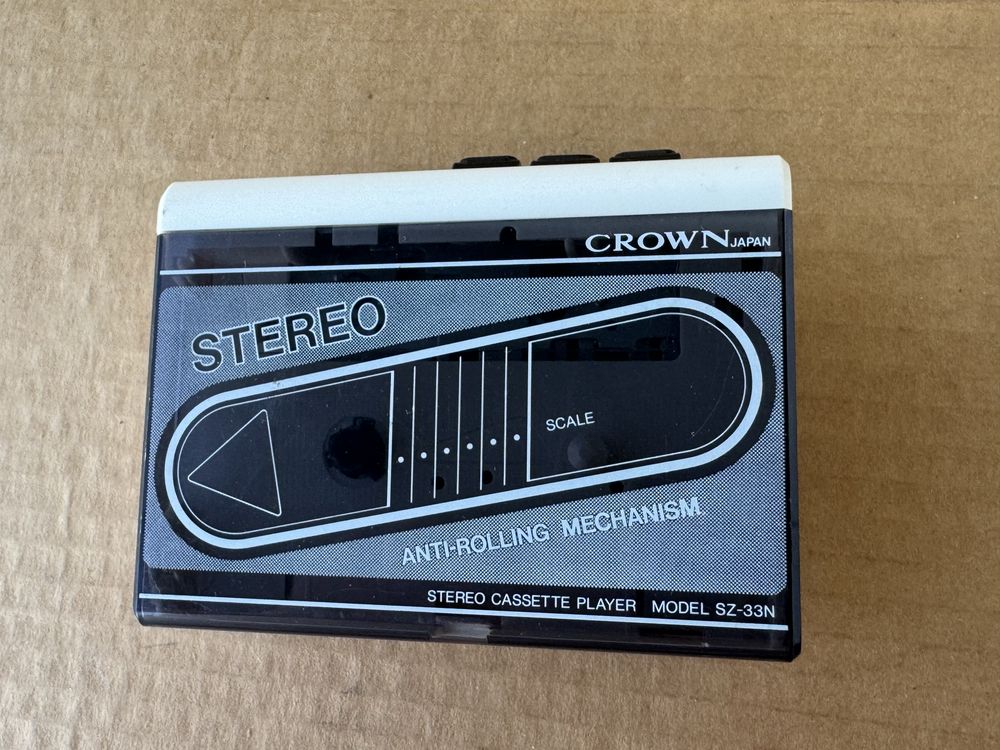 CROWN JAPAN
STEREO
SCALE
ANTI-ROLLING MECHANISM
STEREO CASSETTE PLAYER MODEL SZ-33N